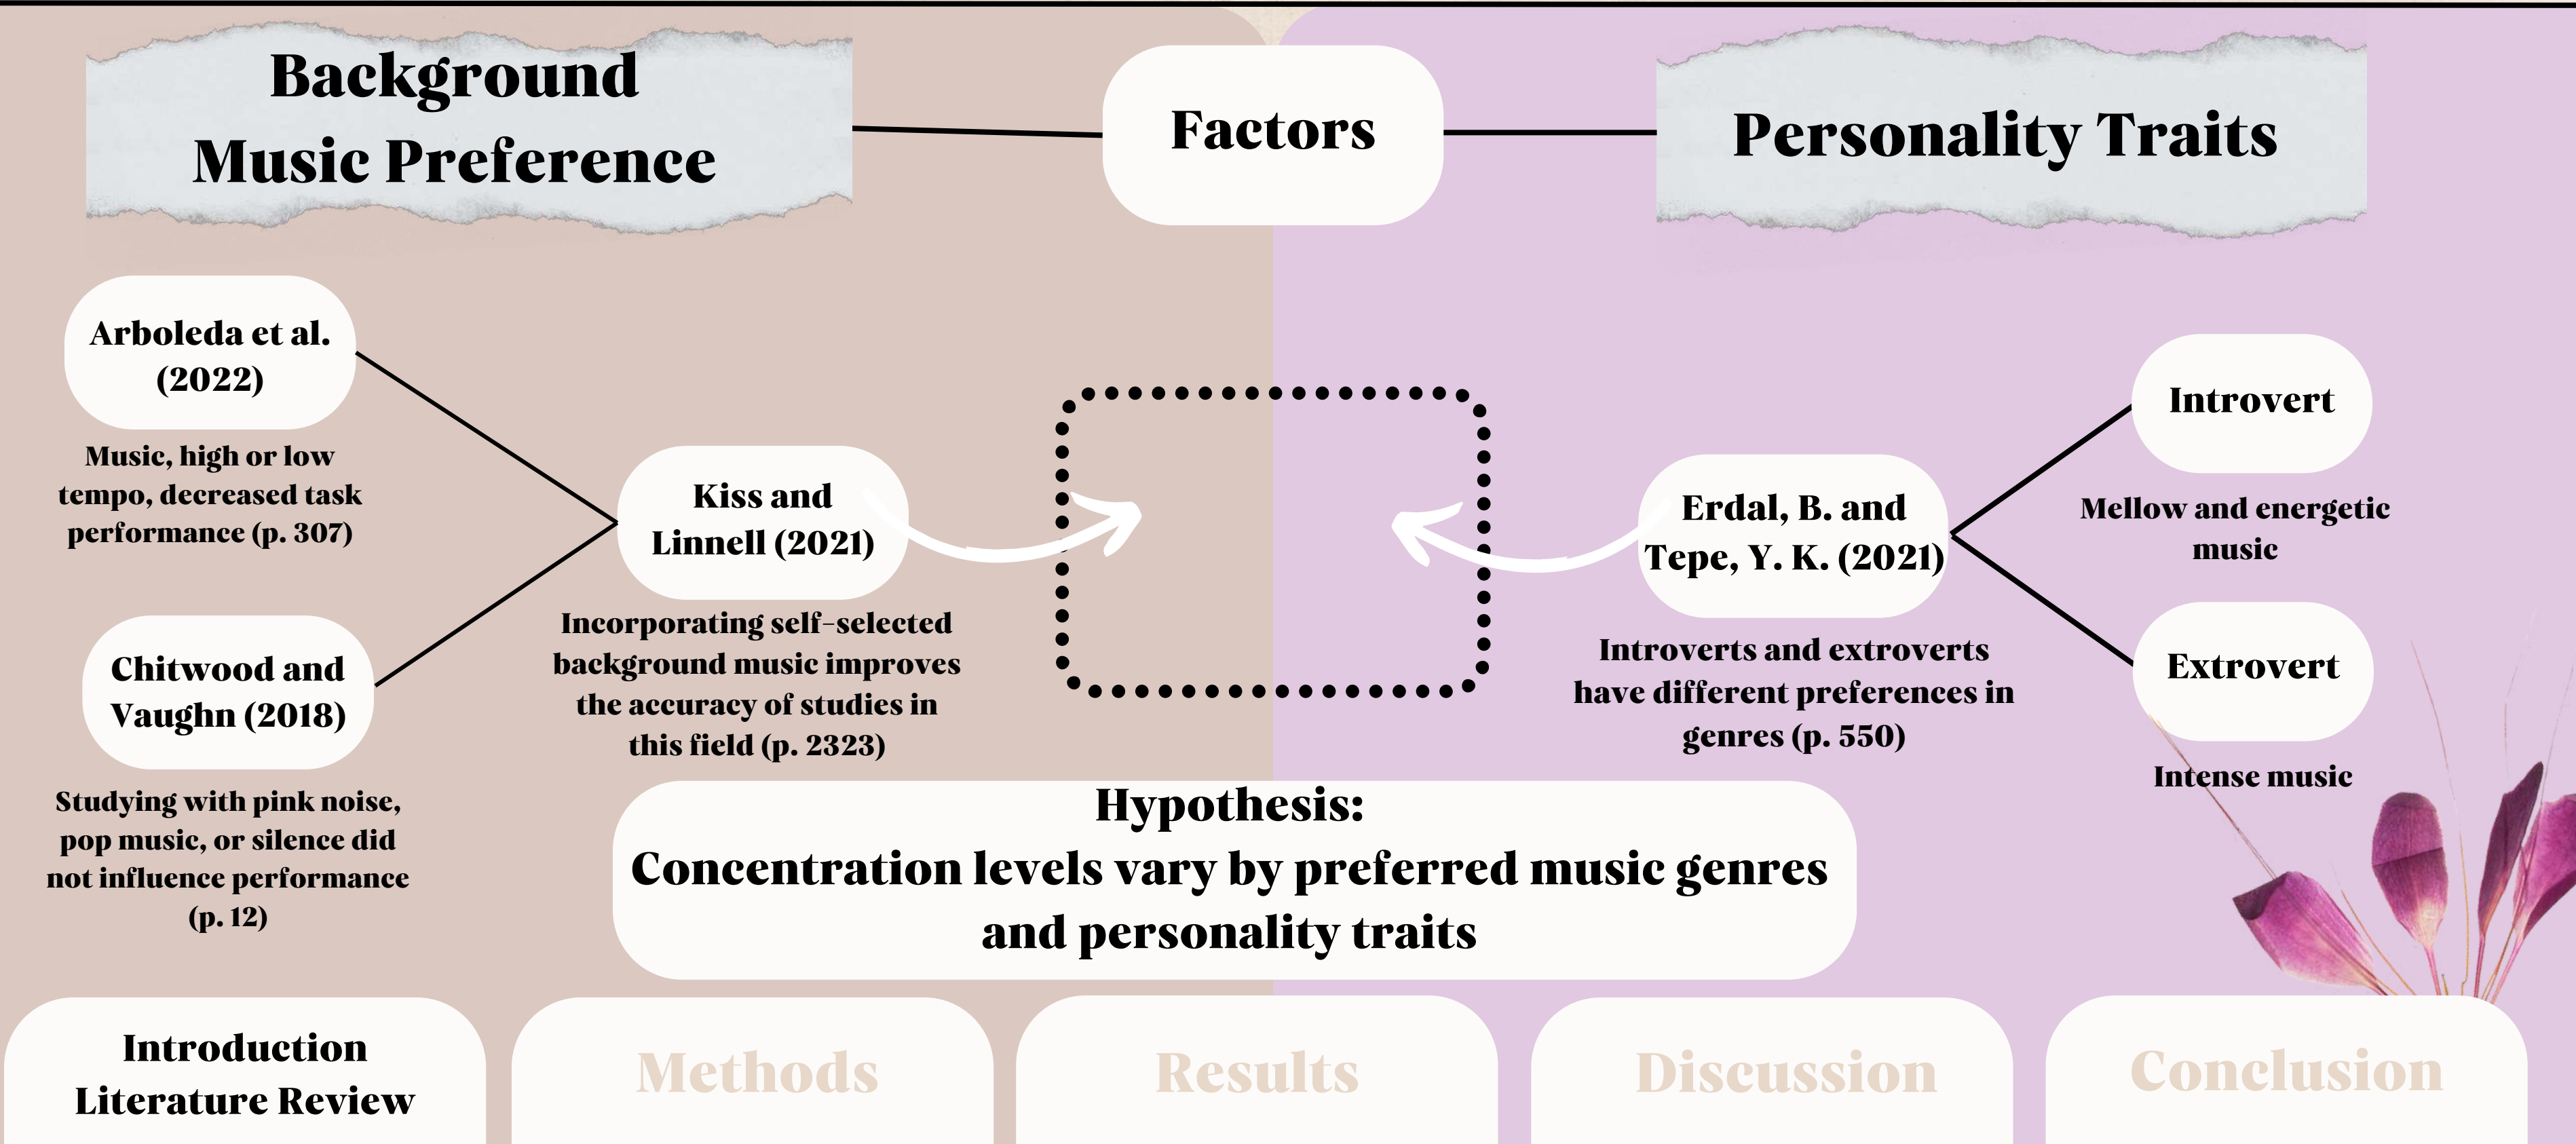 Background
Music Preference
Factors
Personality Traits
Arboleda et al.
(2022)
Music, high or low
tempo, decreased task
performance (p. 307)
Chitwood and
Vaughn (2018)
Studying with pink noise,
pop music, or silence did
not influence performance
(p. 12)
Kiss and
Linnell (2021)
Incorporating self-selected
background music improves
the accuracy of studies in
this field (p. 2323)
Erdal, B. and
Tepe, Y. K. (2021)
Introverts and extroverts
have different preferences in
genres (p. 550)
Introvert
Mellow and energetic
music
Extrovert
Intense music
Hypothesis:
Concentration levels vary by preferred music genres
and personality traits
Introduction
Literature Review
Methods
Results
Discussion
Conclusion